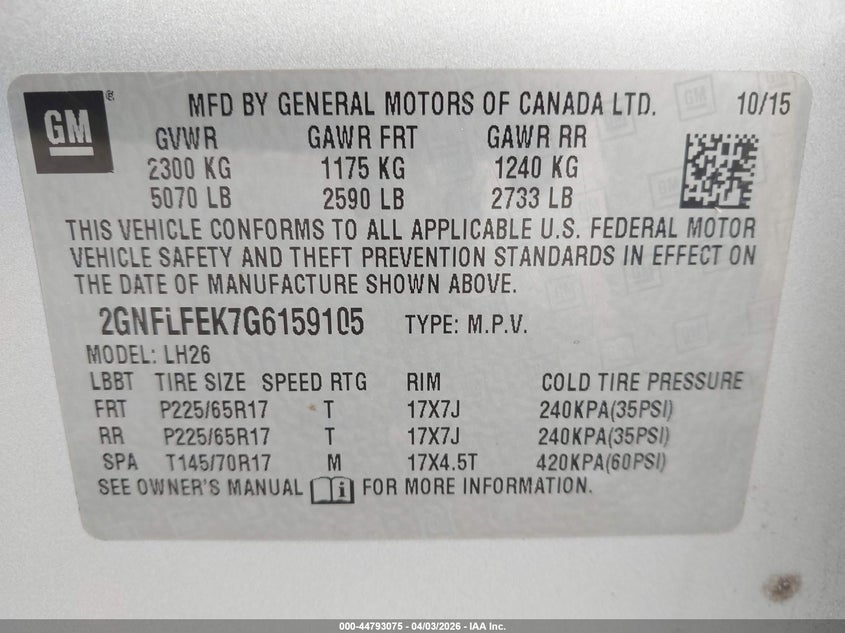 GM ® MFD BY GENERAL MOTORS OF CANADA LTD. 10/15
GVWR GAWR FRT GAWR RR
2300 KG 1175 KG 1240 KG
5070 LB 2590 LB 2733 LB
THIS VEHICLE CONFORMS TO ALL APPLICABLE U.S. FEDERAL MOTOR
VEHICLE SAFETY AND THEFT PREVENTION STANDARDS IN EFFECT ON
THE DATE OF MANUFACTURE SHOWN ABOVE.
2GNFLFEK7G6159105 TYPE: M.P.V.
MODEL: LH26
LBBT TIRE SIZE SPEED RTG RIM COLD TIRE PRESSURE
FRT P225/65R17 T 17X7J 240KPA(35PSI)
RR P225/65R17 T 17X7J 240KPA(35PSI)
SPA T145/70R17 M 17X4.5T 420KPA(60PSI)
SEE OWNER'S MANUAL i FOR MORE INFORMATION.
000-44793075 - 04/03/2026 - IAA Inc.